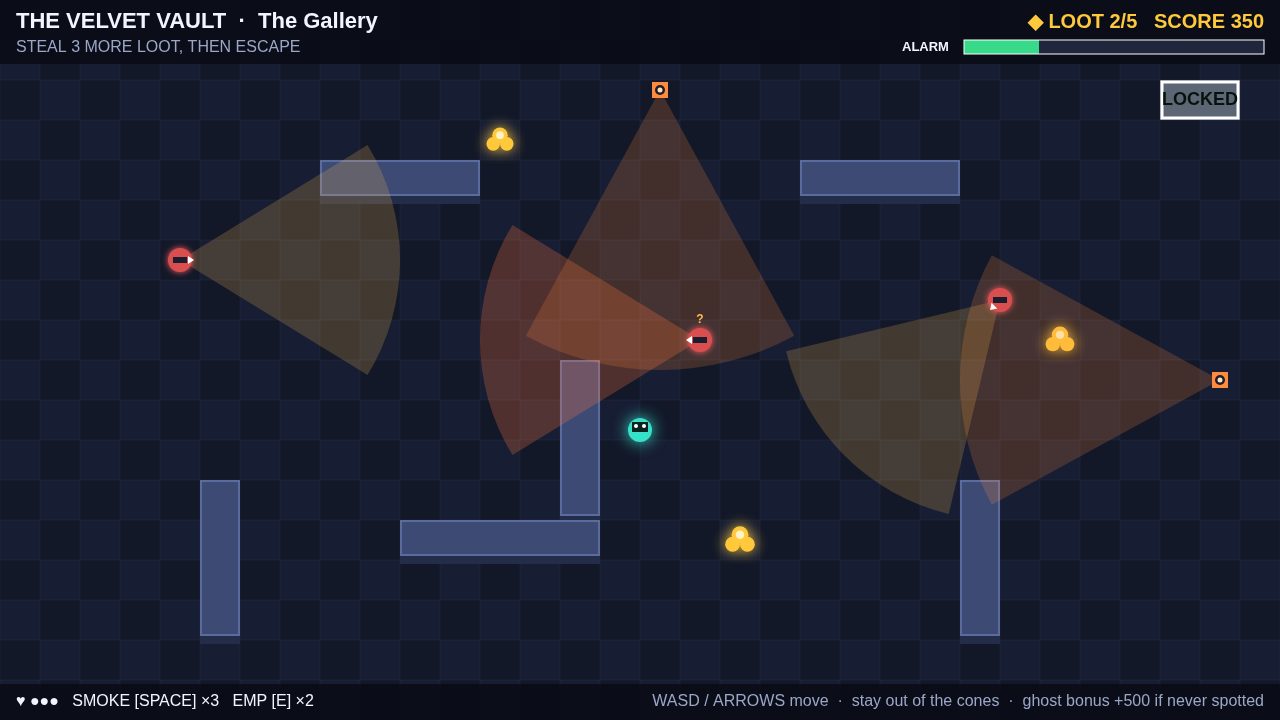 THE VELVET VAULT · The Gallery
◆ LOOT 2/5 SCORE 350
STEAL 3 MORE LOOT, THEN ESCAPE
ALARM
LOCKED
?
♥ ●●● SMOKE [SPACE] ×3 EMP [E] ×2
WASD / ARROWS move · stay out of the cones · ghost bonus +500 if never spotted